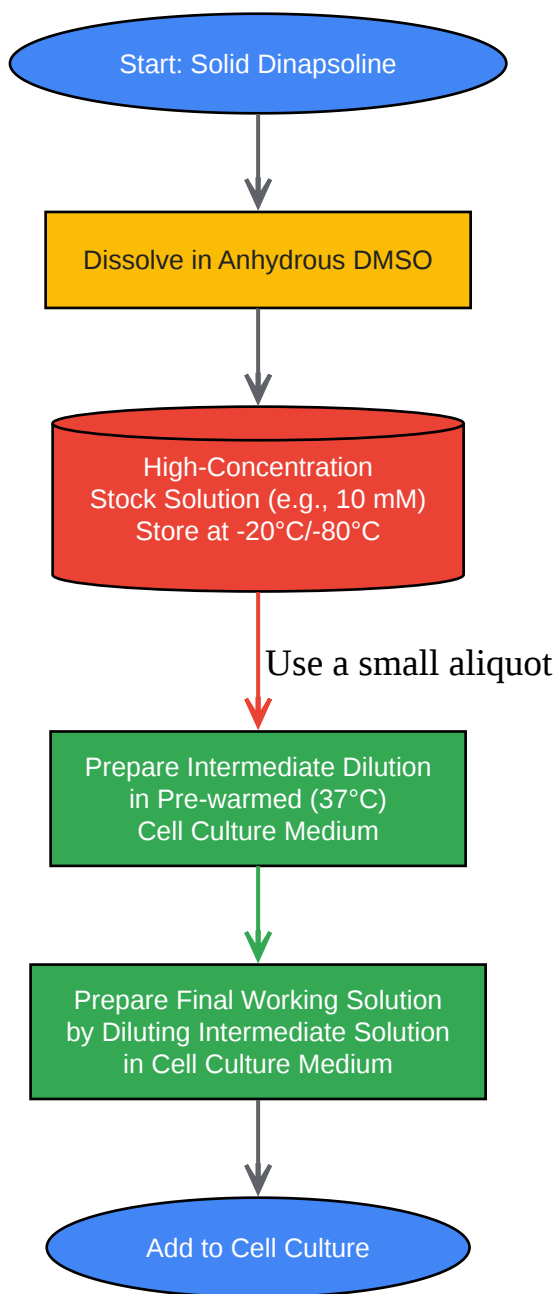 Start: Solid Dinapsoline
Dissolve in Anhydrous DMSO
High-Concentration
Stock Solution (e.g., 10 mM)
Store at -20°C/-80°C
Use a small aliquot
Prepare Intermediate Dilution
in Pre-warmed (37°C)
Cell Culture Medium
Prepare Final Working Solution
by Diluting Intermediate Solution
in Cell Culture Medium
Add to Cell Culture